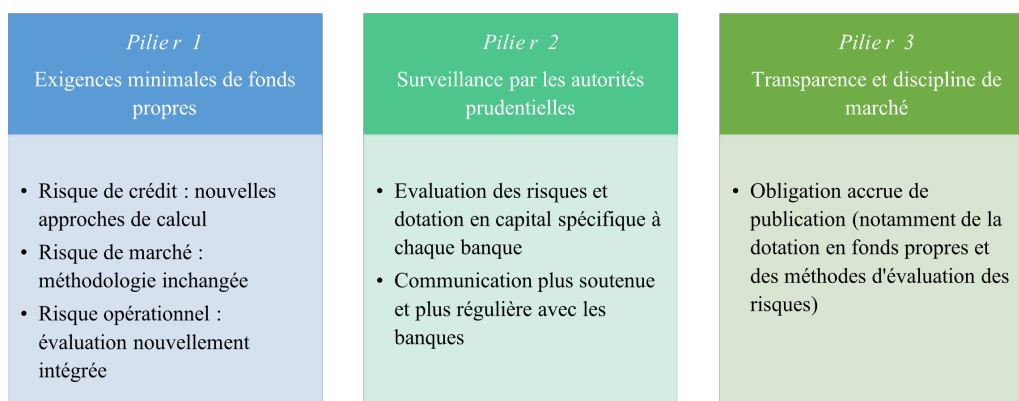 Pilier 1
Exigences minimales de fonds
propres
• Risque de crédit : nouvelles
approches de calcul
• Risque de marché :
méthodologie inchangée
• Risque opérationnel :
évaluation nouvellement
intégrée
Pilier 2
Surveillance par les autorités
prudentielles
• Evaluation des risques et
dotation en capital spécifique à
chaque banque
• Communication plus soutenue
et plus régulière avec les
banques
Pilier 3
Transparence et discipline de
marché
• Obligation accrue de
publication (notamment de la
dotation en fonds propres et
des méthodes d'évaluation des
risques)